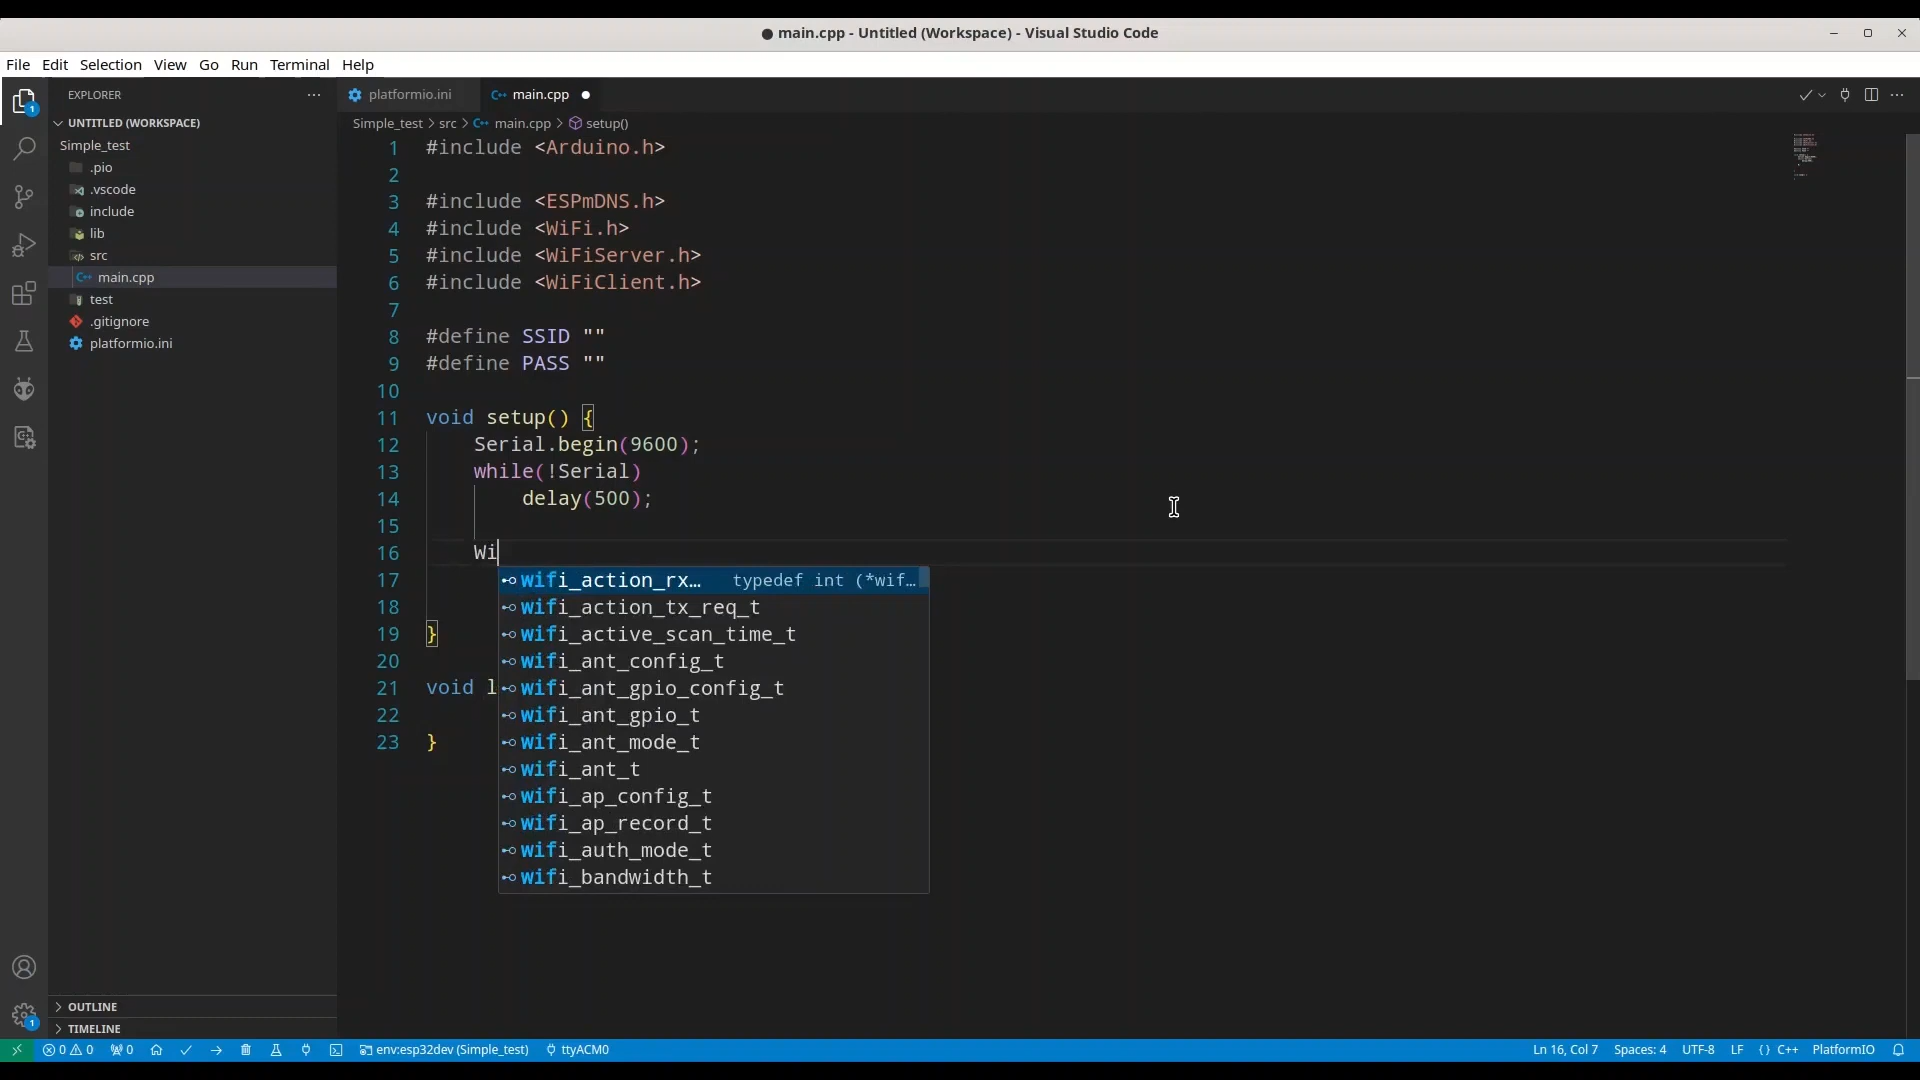 ● main.cpp - Untitled (Workspace) - Visual Studio Code
File Edit Selection View Go Run Terminal Help
EXPLORER
UNTITLED (WORKSPACE)
Simple_test
.pio
.vscode
include
lib
src
main.cpp
test
.gitignore
platformio.ini
OUTLINE
TIMELINE
1
1
platformio.ini main.cpp ●
Simple_test > src > main.cpp > setup()
1 #include <Arduino.h>
2
3 #include <ESPmDNS.h>
4 #include <WiFi.h>
5 #include <WiFiServer.h>
6 #include <WiFiClient.h>
7
8 #define SSID ""
9 #define PASS ""
10
11 void setup() {
12 Serial.begin(9600);
13 while(!Serial)
14 delay(500);
15
16 Wi
17
18
19 }
20
21 void l
22
23 }
wifi_action_rx… typedef int (*wif…
wifi_action_tx_req_t
wifi_active_scan_time_t
wifi_ant_config_t
wifi_ant_gpio_config_t
wifi_ant_gpio_t
wifi_ant_mode_t
wifi_ant_t
wifi_ap_config_t
wifi_ap_record_t
wifi_auth_mode_t
wifi_bandwidth_t
0 0 0 env:esp32dev (Simple_test) ttyACM0 Ln 16, Col 7 Spaces: 4 UTF-8 LF {} C++ PlatformIO